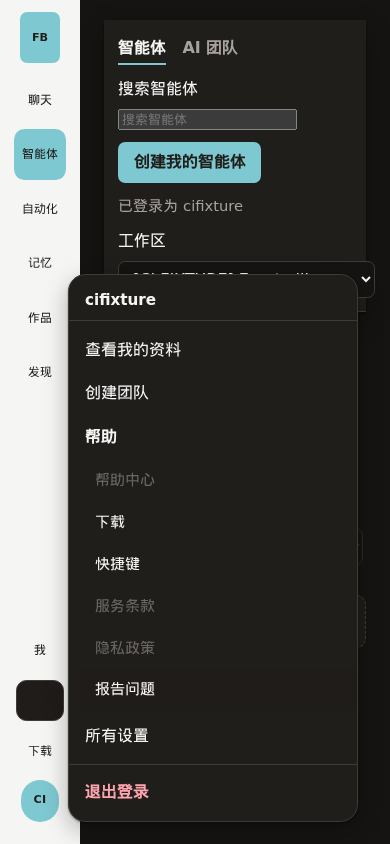 FB
聊天
智能体
自动化
记忆
作品
发现
我
下载
CI
智能体 AI 团队
搜索智能体
搜索智能体
创建我的智能体
已登录为 cifixture
工作区
cifixture
查看我的资料
创建团队
帮助
帮助中心
下载
快捷键
服务条款
隐私政策
报告问题
所有设置
退出登录